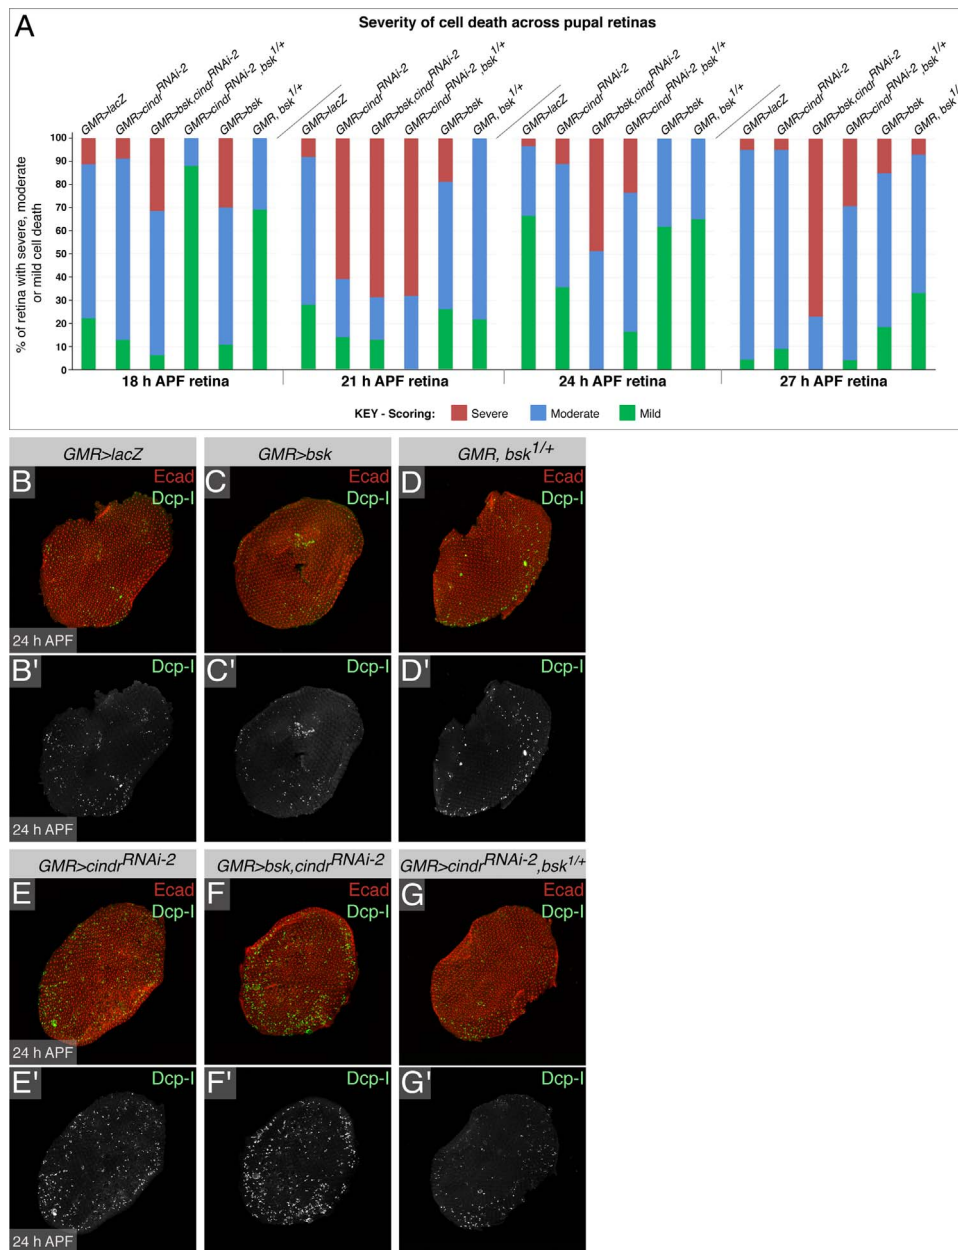 A
Severity of cell death across pupal retinas
GMR>lacZ
GMR>cindr^RNAi-2
GMR>bsk,cindr^RNAi-2
GMR>cindr^RNAi-2,bsk^1/+
GMR>bsk
GMR, bsk^1/+
GMR>lacZ
GMR>cindr^RNAi-2
GMR>bsk,cindr^RNAi-2
GMR>cindr^RNAi-2,bsk^1/+
GMR>bsk
GMR, bsk^1/+
GMR>lacZ
GMR>cindr^RNAi-2
GMR>bsk,cindr^RNAi-2
GMR>cindr^RNAi-2,bsk^1/+
GMR>bsk
GMR, bsk^1/+
GMR>lacZ
GMR>cindr^RNAi-2
GMR>bsk,cindr^RNAi-2
GMR>cindr^RNAi-2,bsk^1/+
GMR>bsk
GMR, bsk^1/+
% of retina with severe, moderate
or mild cell death
100
90
80
70
60
50
40
30
20
10
0
18 h APF retina
21 h APF retina
24 h APF retina
27 h APF retina
KEY - Scoring: Severe Moderate Mild
GMR>lacZ
GMR>bsk
GMR, bsk^1/+
B
Ecad
Dcp-I
24 h APF
C
Ecad
Dcp-I
D
Ecad
Dcp-I
B'
Dcp-I
24 h APF
C'
Dcp-I
D'
Dcp-I
GMR>cindr^RNAi-2
GMR>bsk,cindr^RNAi-2
GMR>cindr^RNAi-2,bsk^1/+
E
Ecad
Dcp-I
24 h APF
F
Ecad
Dcp-I
G
Ecad
Dcp-I
E'
Dcp-I
24 h APF
F'
Dcp-I
G'
Dcp-I